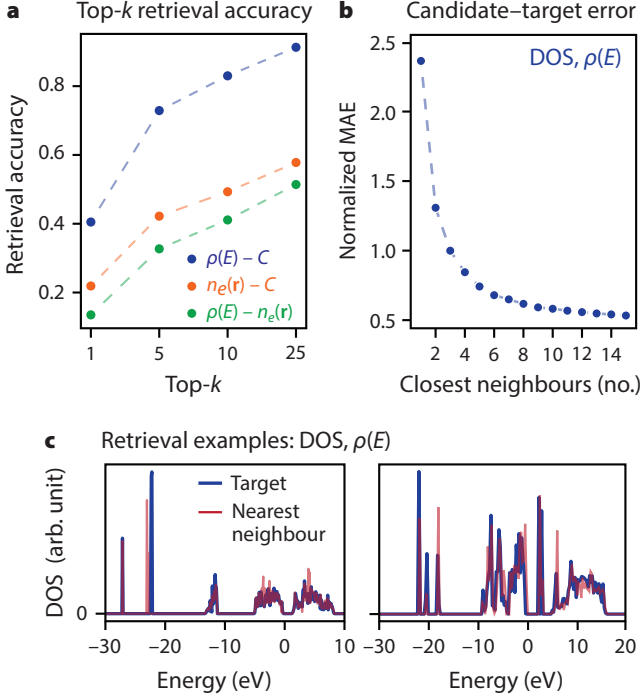 a Top-k retrieval accuracy
Retrieval accuracy
0.8
0.6
0.4
0.2
ρ(E) – C
nₑ(r) – C
ρ(E) – nₑ(r)
1 5 10 25
Top-k
b Candidate–target error
Normalized MAE
2.5
2.0
1.5
1.0
0.5
DOS, ρ(E)
2 4 6 8 10 12 14
Closest neighbours (no.)
c Retrieval examples: DOS, ρ(E)
DOS (arb. unit)
0
Target
Nearest
neighbour
–30 –20 –10 0 10
Energy (eV)
–30 –20 –10 0 10 20
Energy (eV)